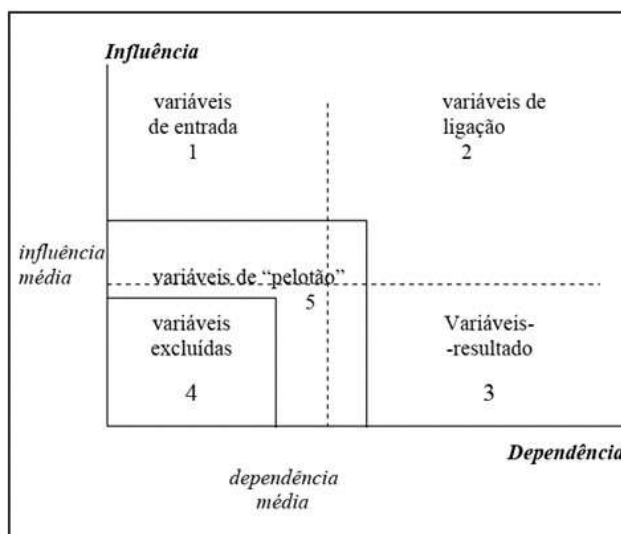 Influência
variáveis
de entrada
1
variáveis de
ligação
2
influência
média
variáveis de “pelotão”
5
variáveis
excluídas
4
Variáveis-
-resultado
3
Dependência
dependência
média